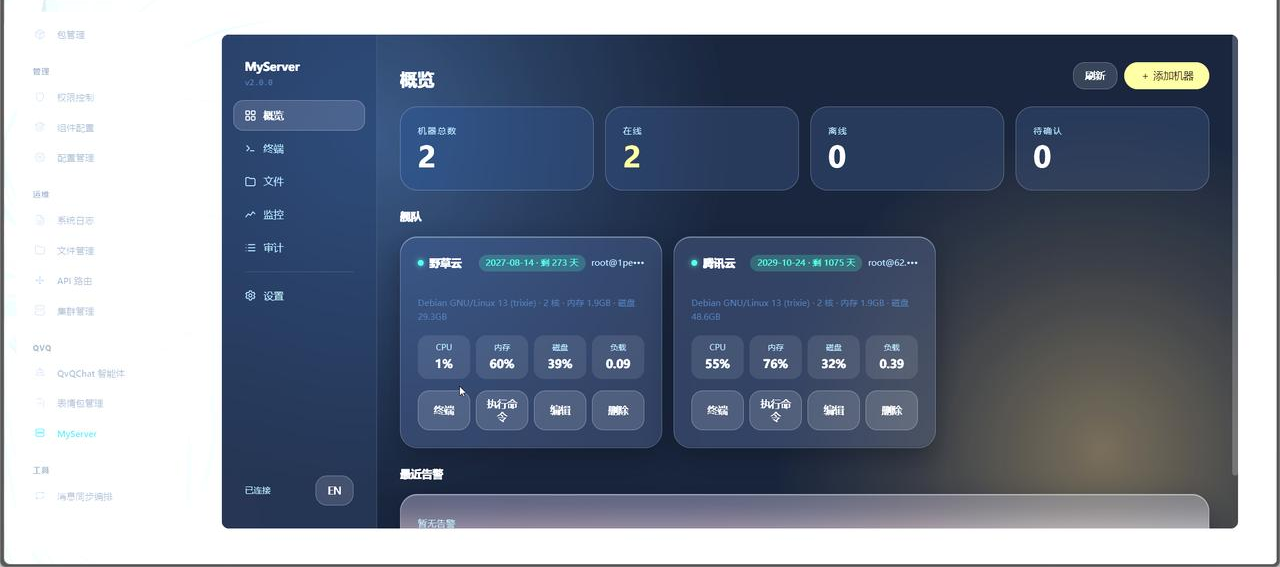 包管理
管理
权限控制
组件配置
配置管理
运维
系统日志
文件管理
API 路由
集群管理
QVQ
QvQChat 智能体
表情包管理
MyServer
工具
消息同步编排
MyServer
v2.0.0
概览
终端
文件
监控
审计
设置
已连接
EN
概览
刷新
+ 添加机器
机器总数
2
在线
2
离线
0
待确认
0
舰队
野草云
2027-08-14 · 剩 273 天
root@1pe•••
Debian GNU/Linux 13 (trixie) · 2 核 · 内存 1.9GB · 磁盘
29.3GB
CPU
1%
内存
60%
磁盘
39%
负载
0.09
终端
执行命
令
编辑
删除
腾讯云
2029-10-24 · 剩 1075 天
root@62.•••
Debian GNU/Linux 13 (trixie) · 2 核 · 内存 1.9GB · 磁盘
48.6GB
CPU
55%
内存
76%
磁盘
32%
负载
0.39
终端
执行命
令
编辑
删除
最近告警
暂无告警